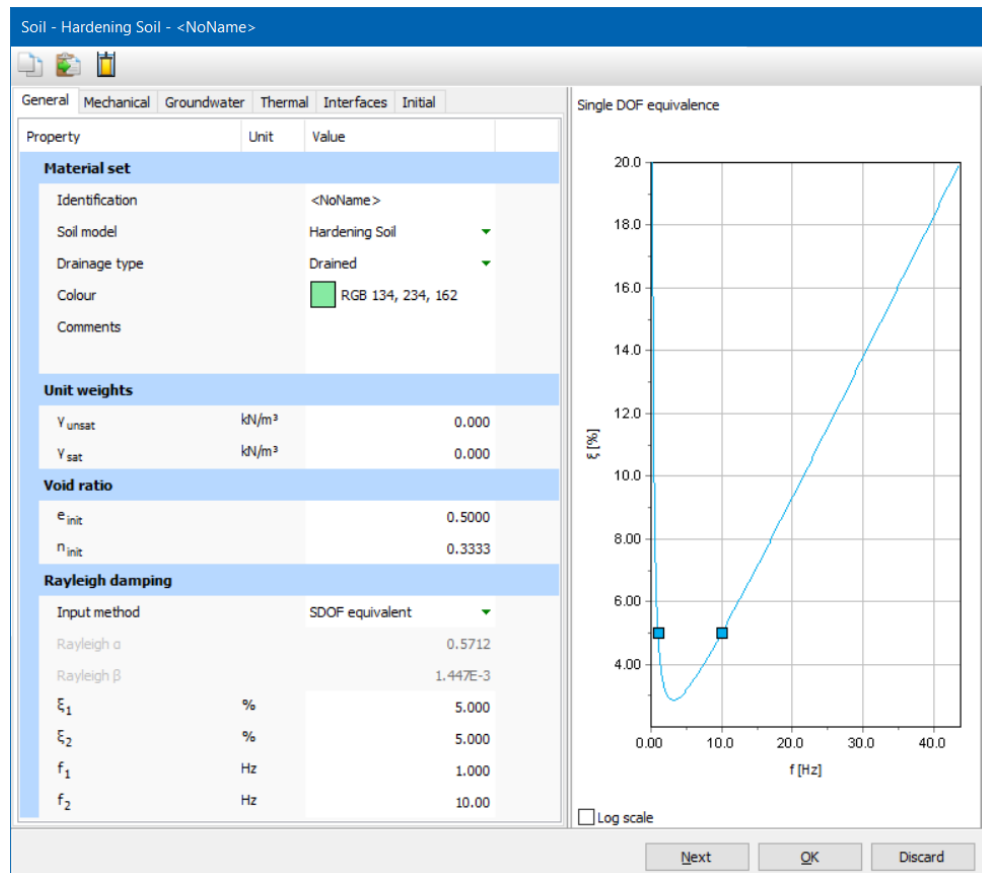 Soil - Hardening Soil - <NoName>
General Mechanical Groundwater Thermal Interfaces Initial
Property Unit Value
Material set
Identification <NoName>
Soil model Hardening Soil
Drainage type Drained
Colour RGB 134, 234, 162
Comments
Unit weights
γ unsat kN/m³ 0.000
γ sat kN/m³ 0.000
Void ratio
e init 0.5000
n init 0.3333
Rayleigh damping
Input method SDOF equivalent
Rayleigh α 0.5712
Rayleigh β 1.447E-3
ξ1 % 5.000
ξ2 % 5.000
f1 Hz 1.000
f2 Hz 10.00
Single DOF equivalence
20.0
18.0
16.0
14.0
12.0
10.0
8.00
6.00
4.00
ξ [%]
0.00 10.0 20.0 30.0 40.0
f [Hz]
Log scale
Next OK Discard